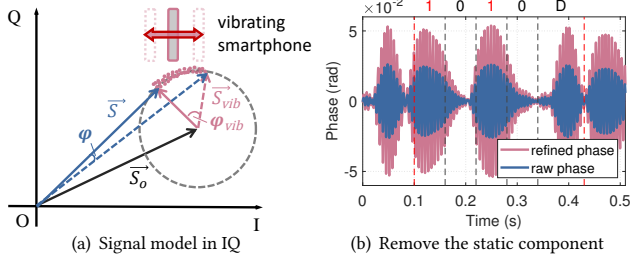 Q
vibrating
smartphone
S
S_vib
φ
φ_vib
S_o
O
I
(a) Signal model in IQ
×10^-2
1 0 1 0 D
5
0
-5
Phase (rad)
refined phase
raw phase
0 0.1 0.2 0.3 0.4 0.5
Time (s)
(b) Remove the static component